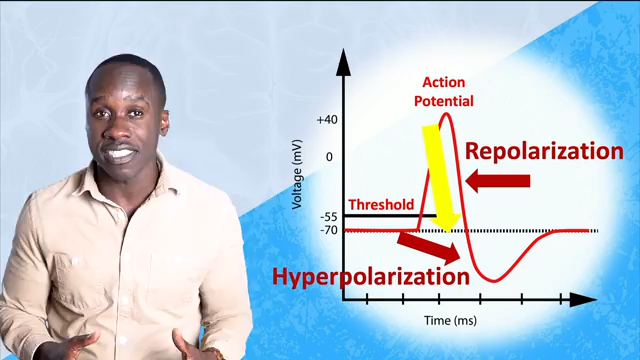 Action
Potential
+40
Voltage (mV)
0
Repolarization
Threshold
-55
-70
Hyperpolarization
Time (ms)